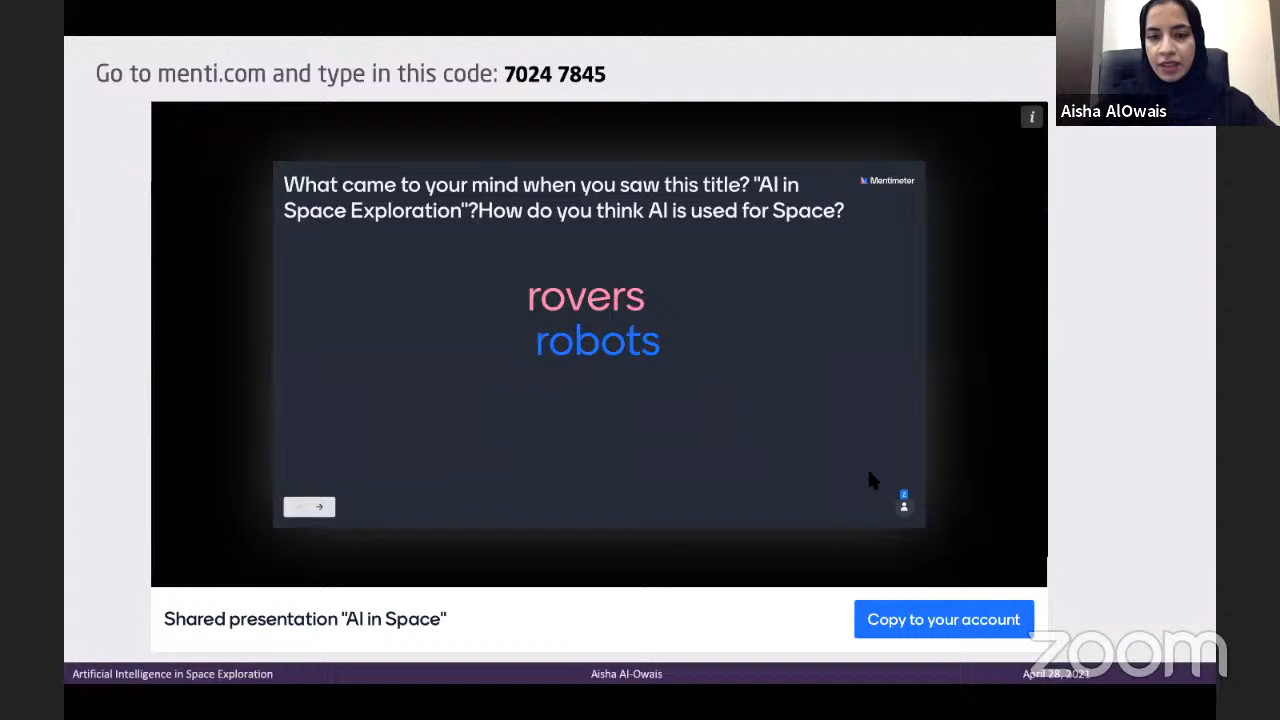 Go to menti.com and type in this code: 7024 7845
Aisha AlOwais
i
What came to your mind when you saw this title? "AI in
Space Exploration"?How do you think AI is used for Space?
Mentimeter
rovers
robots
2
Shared presentation "AI in Space"
Copy to your account
zoom
Artificial Intelligence in Space Exploration
Aisha Al-Owais
April 28, 2021